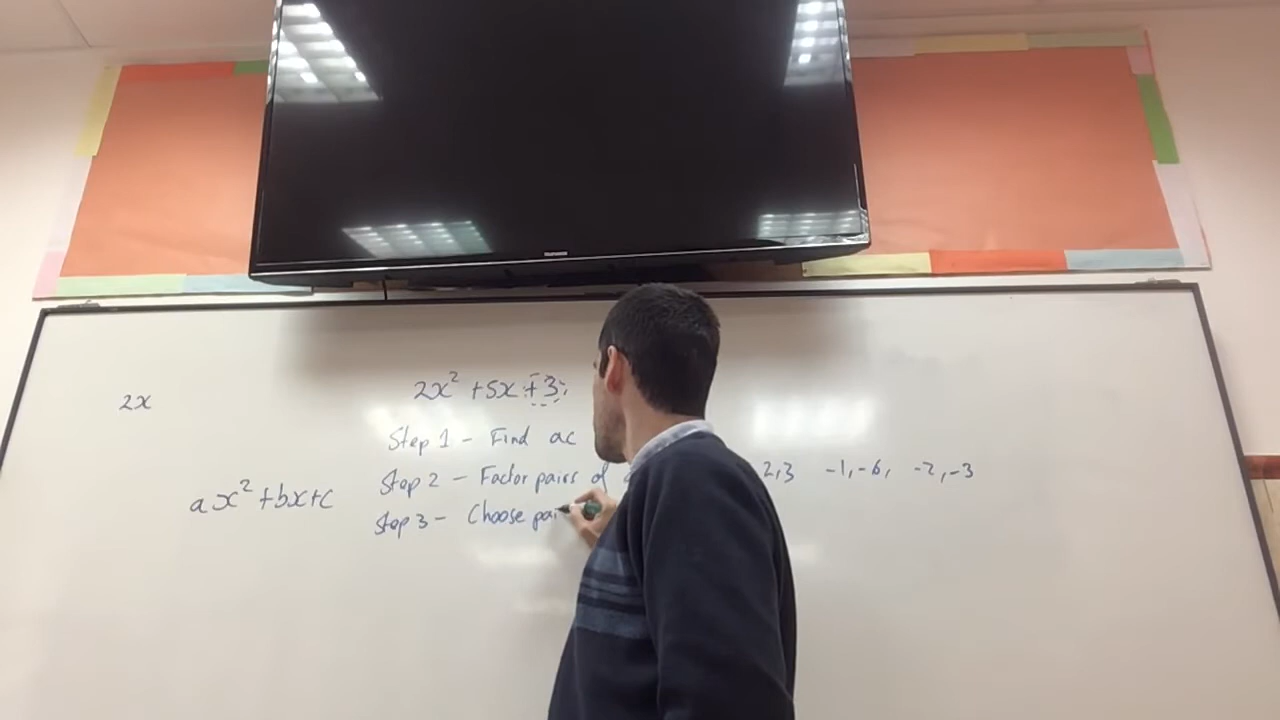 2x² +5x +3
2x
Step 1 - Find ac
Step 2 - Factor pairs of 2,3 -1,-6, -2,-3
ax² +bx+c
Step 3 - Choose pai